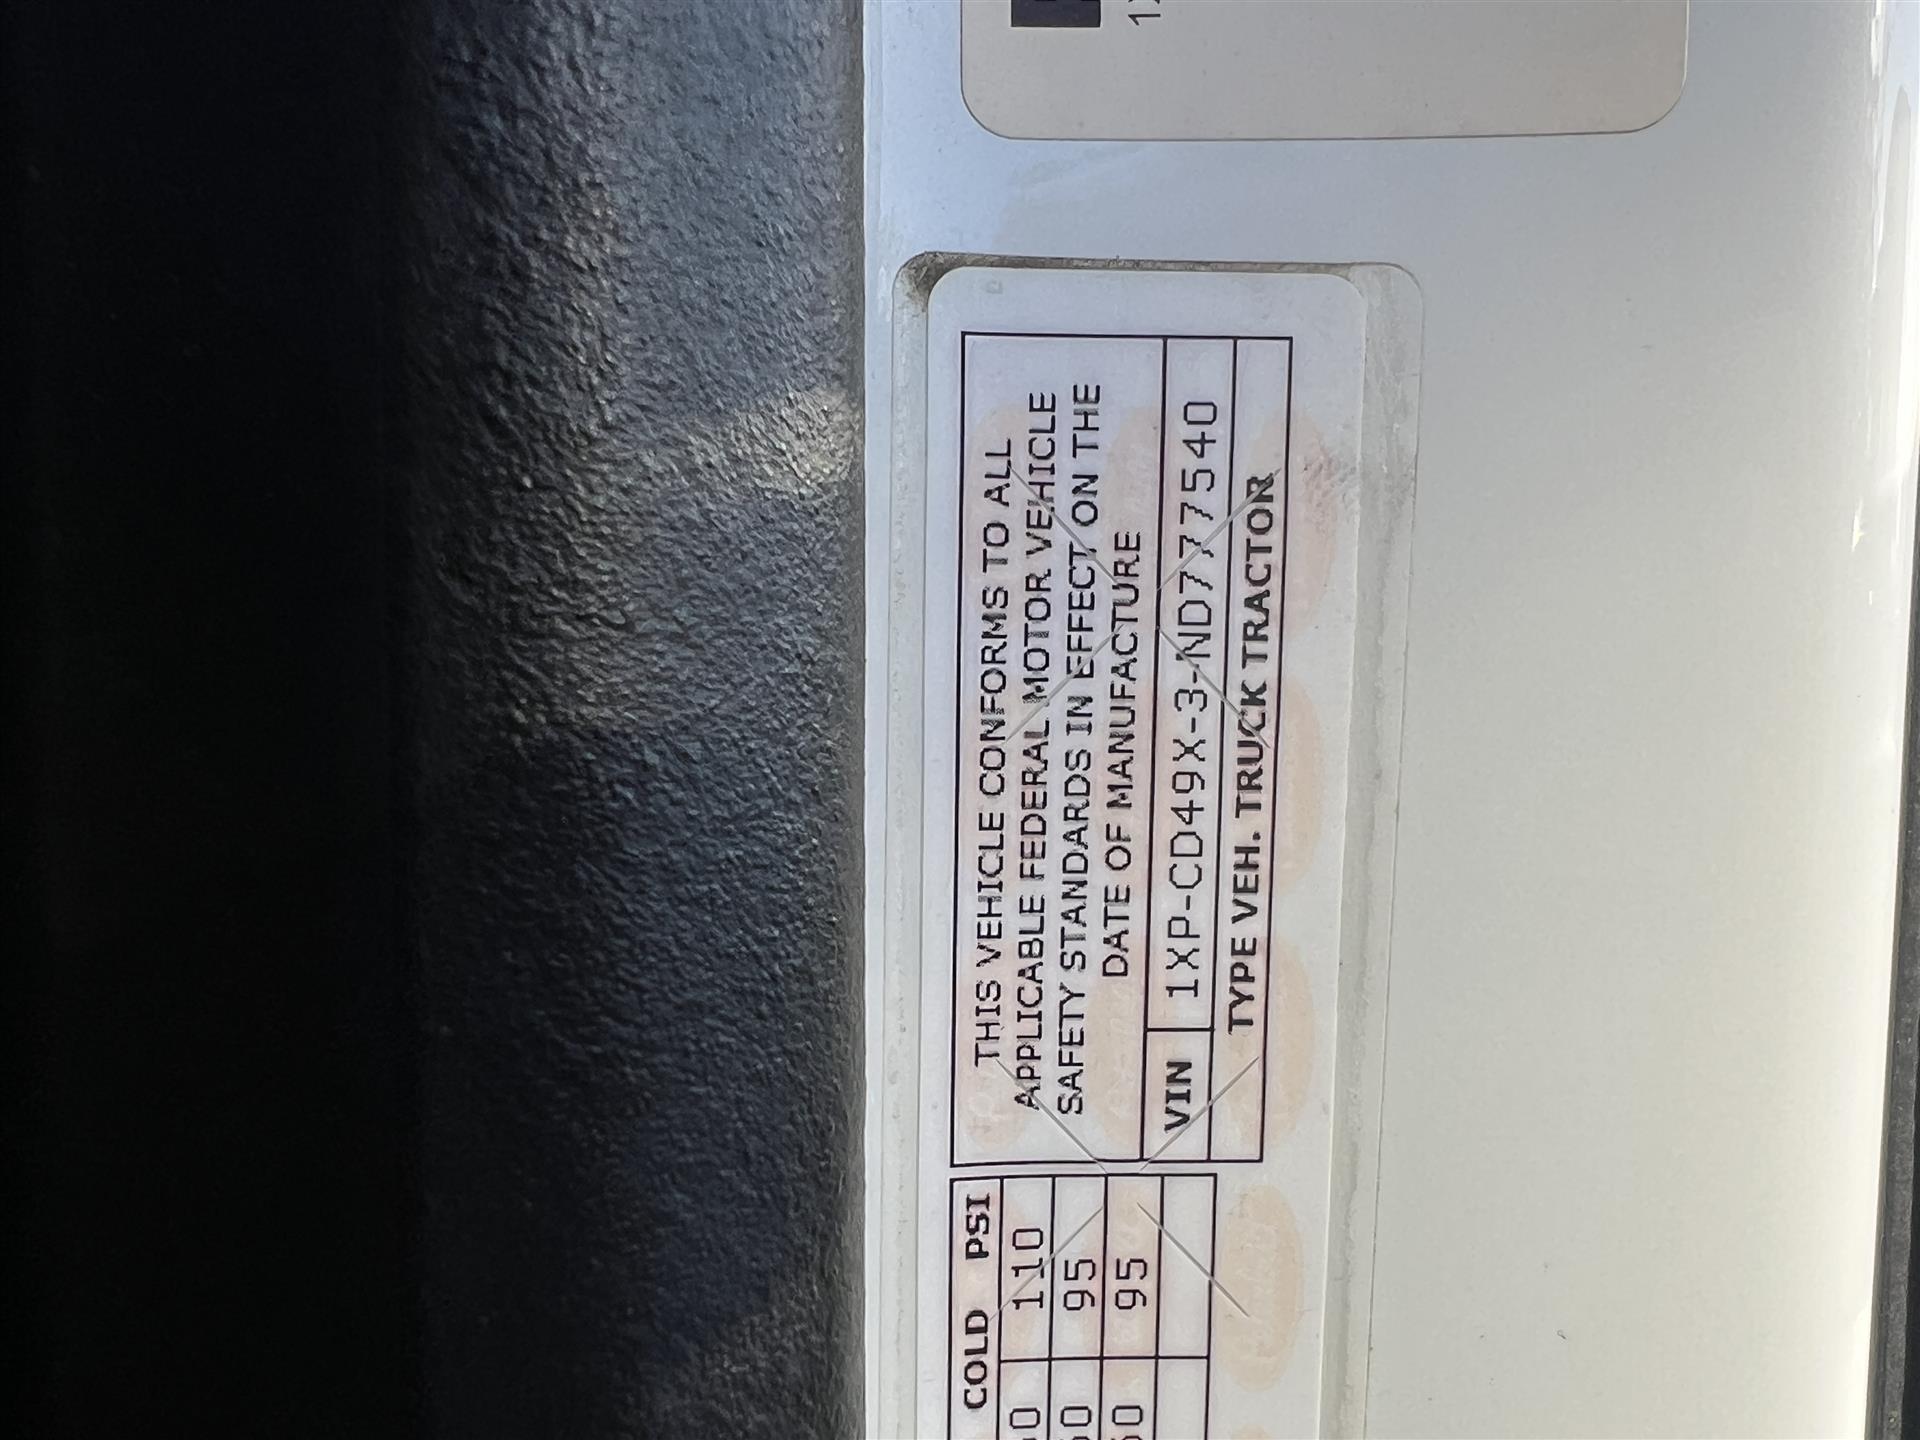 THIS VEHICLE CONFORMS TO ALL
APPLICABLE FEDERAL MOTOR VEHICLE
SAFETY STANDARDS IN EFFECT ON THE
DATE OF MANUFACTURE
VIN 1XP-CD49X-3-ND777540
TYPE VEH. TRUCK TRACTOR
COLD PSI
110
95
95